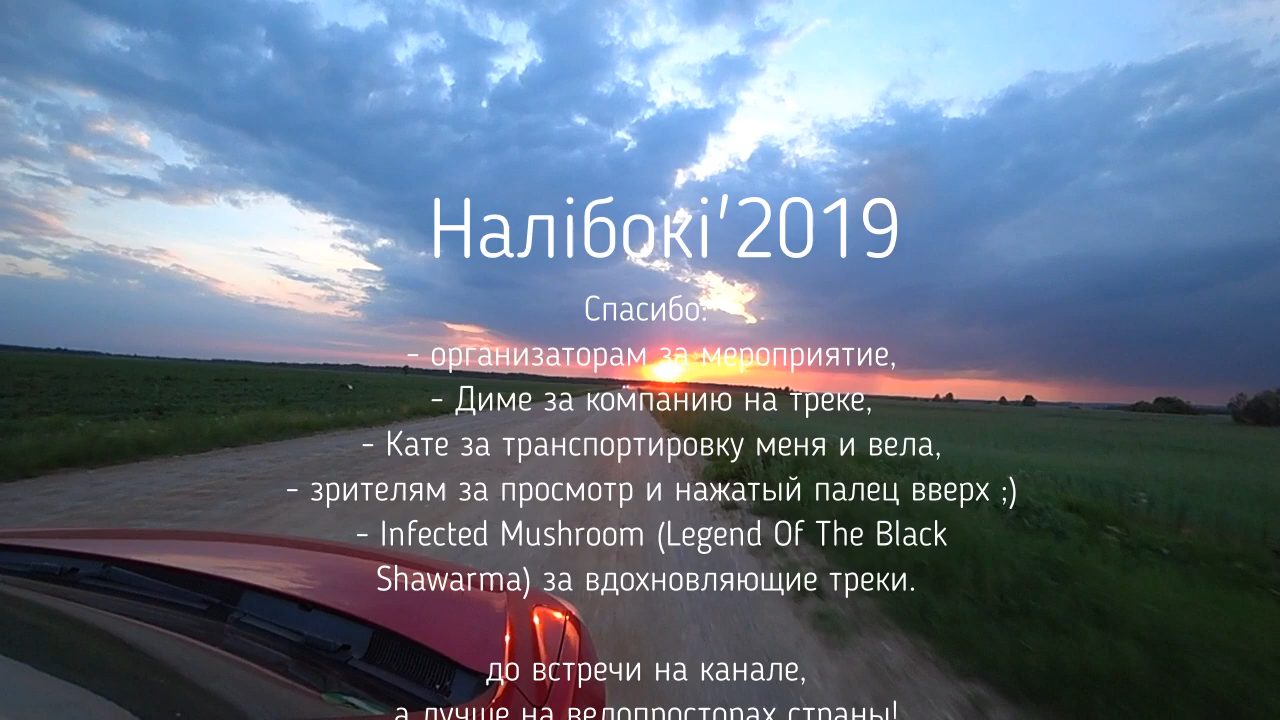 Налібокі'2019
Спасибо:
- организаторам за мероприятие,
- Диме за компанию на треке,
- Кате за транспортировку меня и вела,
- зрителям за просмотр и нажатый палец вверх ;)
- Infected Mushroom (Legend Of The Black
Shawarma) за вдохновляющие треки.
до встречи на канале,
а лучше на велопросторах страны!